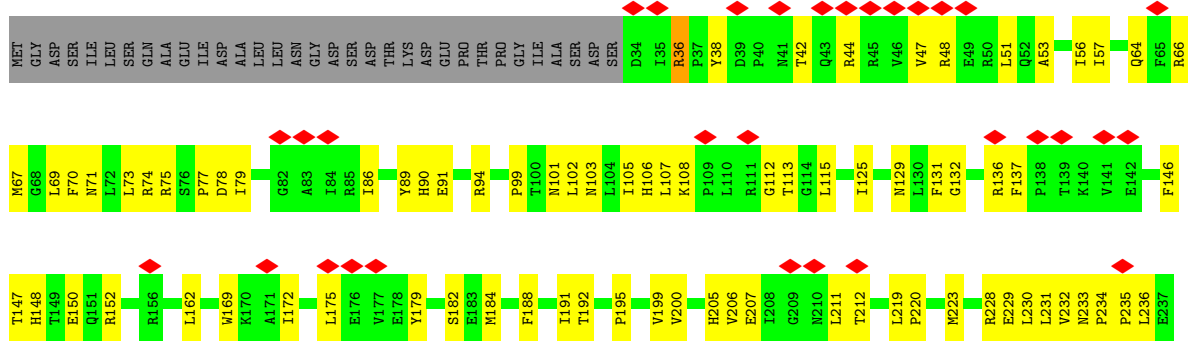 MET GLY ASP SER ILE LEU SER GLN ALA GLU ILE ASP ALA LEU LEU ASN GLY ASP SER ASP THR LYS ASP GLU PRO THR PRO GLY ILE ALA SER ASP SER D34 I35 R36 P37 Y38 D39 P40 N41 T42 Q43 R44 R45 V46 V47 R48 E49 R50 L51 Q52 A53 I56 I57 Q64 F65 R66
M67 G68 L69 F70 N71 L72 L73 R74 R75 S76 P77 D78 I79 G82 A83 I84 R85 I86 Y89 H90 E91 R94 P99 T100 N101 L102 N103 L104 I105 H106 L107 K108 P109 L110 R111 G112 T113 G114 L115 I125 N129 L130 F131 G132 R136 F137 P138 T139 K140 V141 E142 F146
T147 H148 T149 E150 Q151 R152 R156 L162 W169 K170 A171 I172 L175 E176 V177 E178 Y179 S182 E183 M184 F188 I191 T192 P195 V199 V200 H205 V206 E207 I208 G209 N210 L211 T212 L219 P220 M223 R228 E229 L230 L231 V232 N233 P234 P235 L236 E237